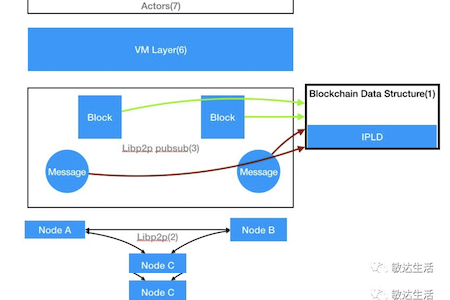 Actors(7)
VM Layer(6)
Blockchain Data Structure(1)
Block
Block
IPLD
Libp2p pubsub(3)
Message
Message
Node A
Libp2p(2)
Node B
Node C
Node C
敏达生活
敏达生活